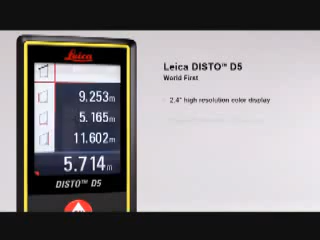 Leica
9.253m
5.165m
11.602m
5.714m
DISTO™ D5
Leica DISTO™ D5
World First
- 2,4" high resolution color display